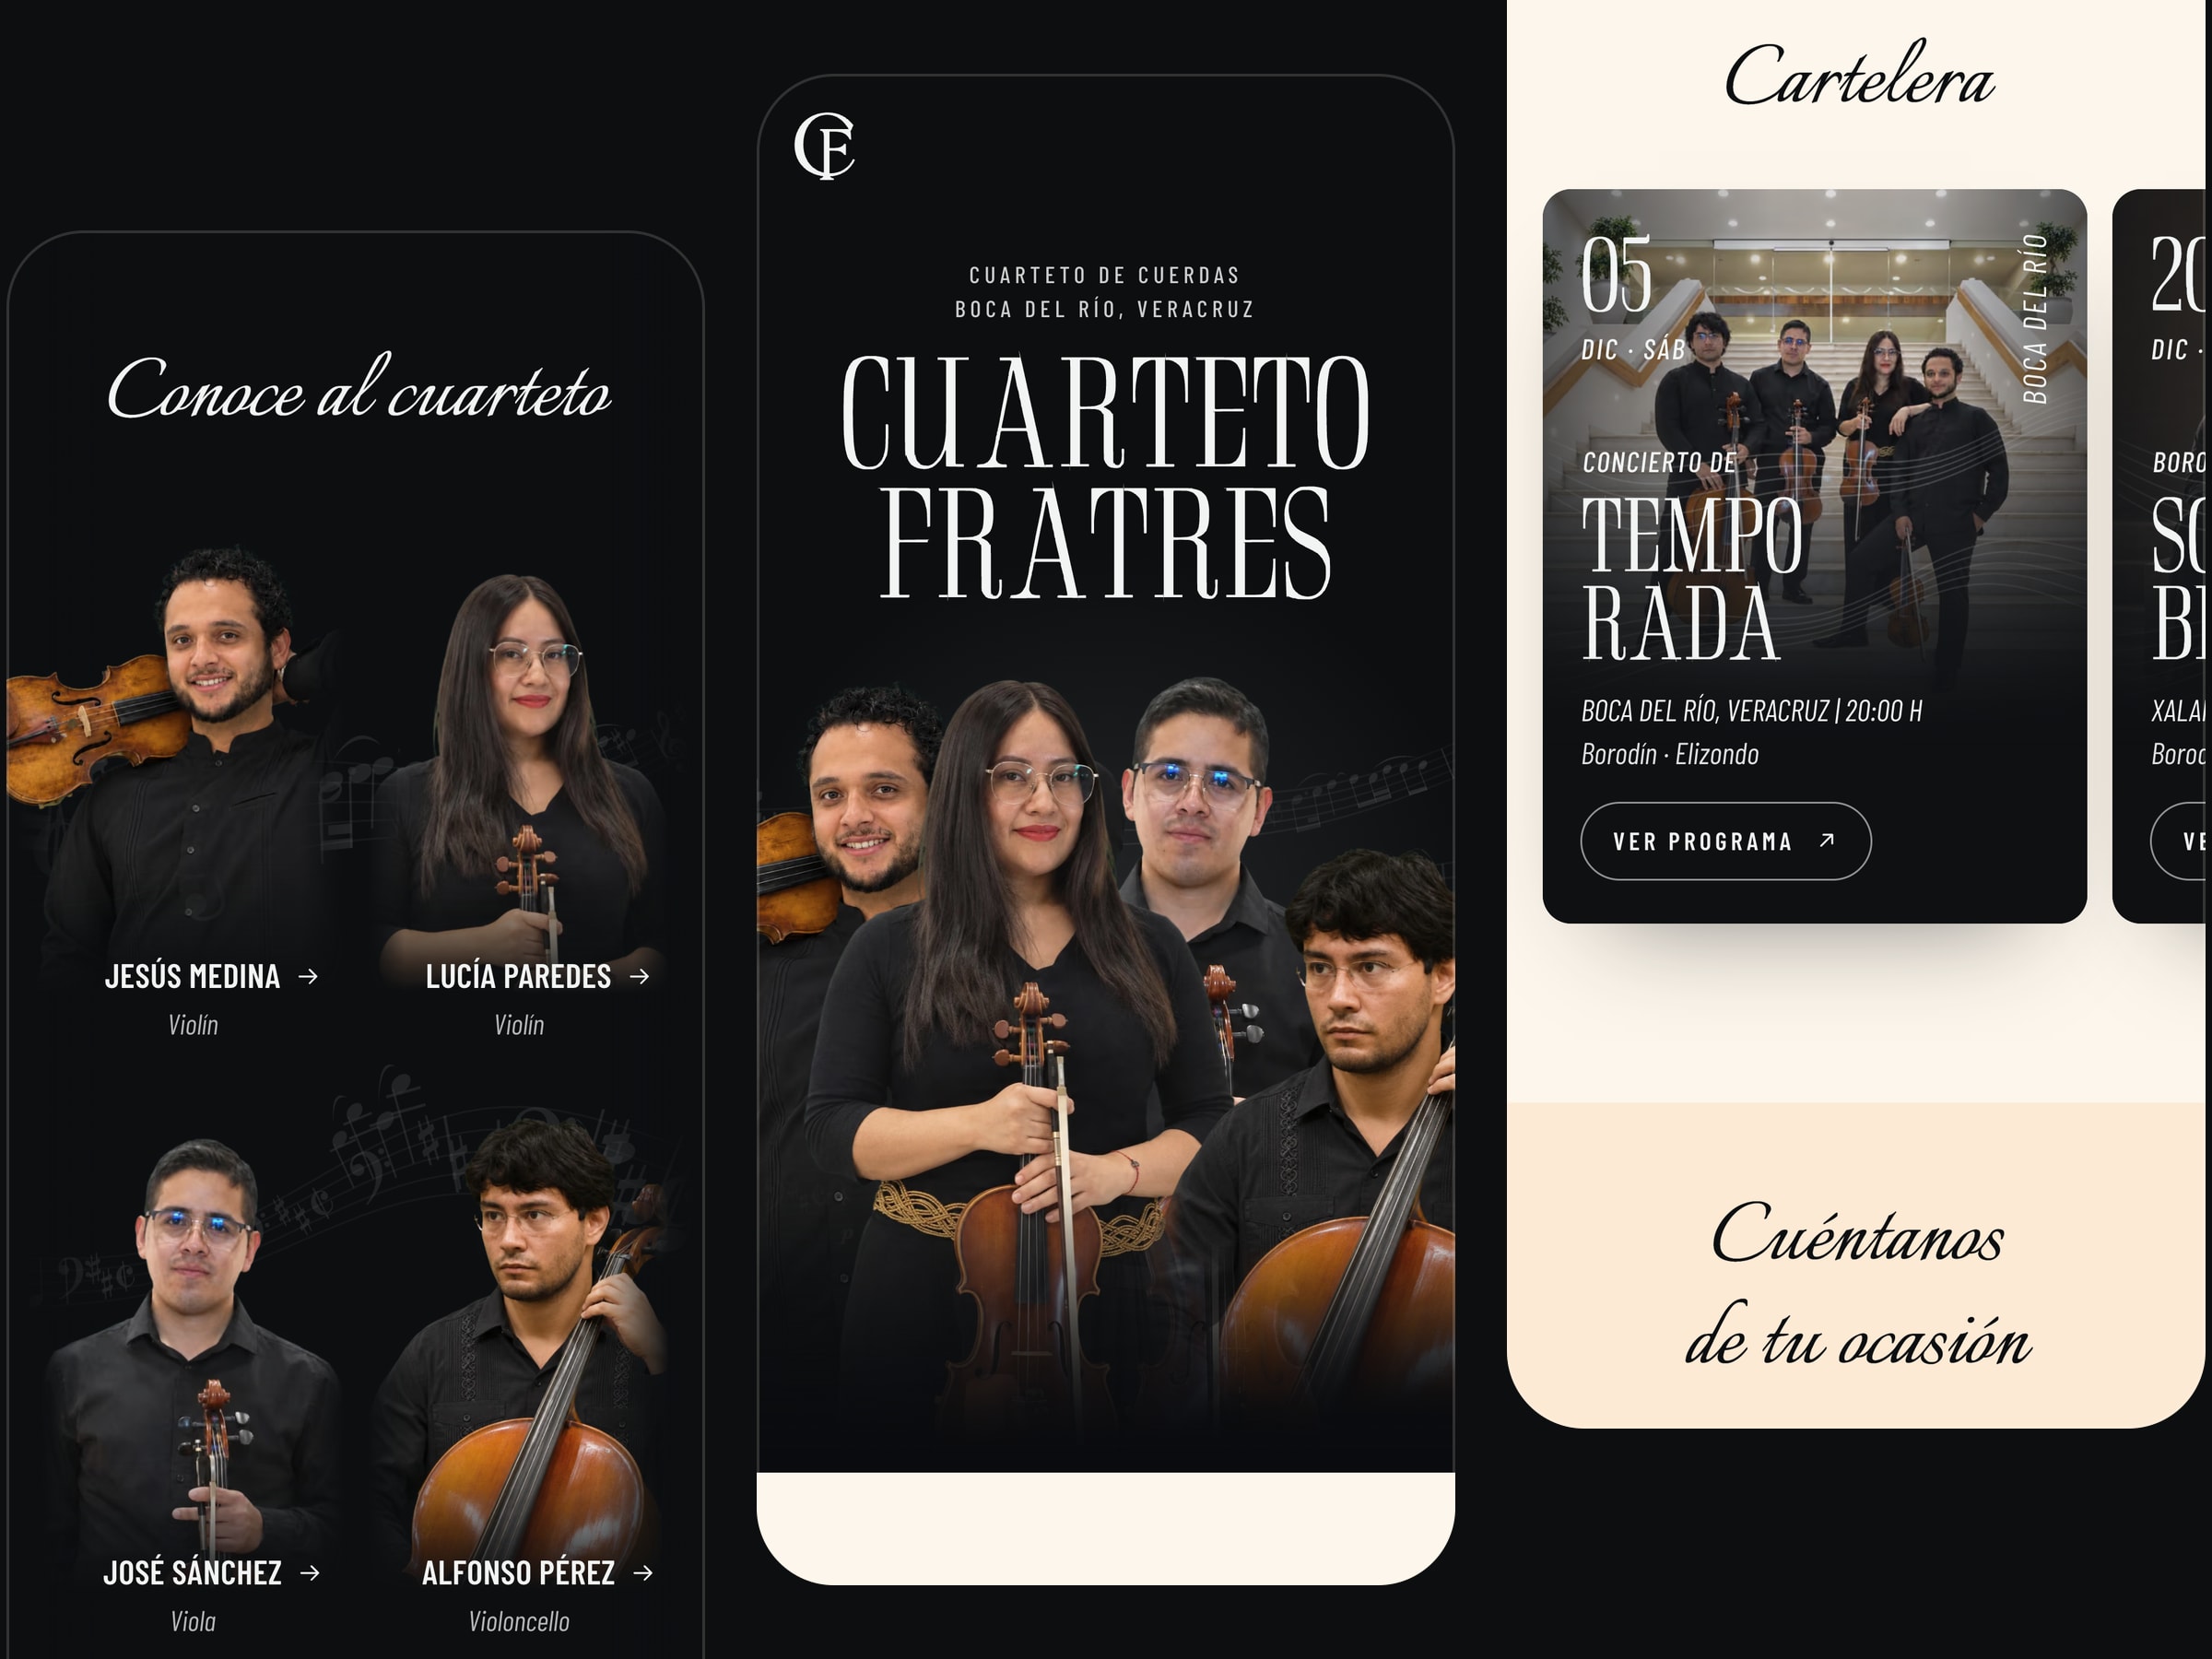 Conoce al cuarteto
JESÚS MEDINA →
Violín
LUCÍA PAREDES →
Violín
JOSÉ SÁNCHEZ →
Viola
ALFONSO PÉREZ →
Violoncello
CF
CUARTETO DE CUERDAS
BOCA DEL RÍO, VERACRUZ
CUARTETO
FRATRES
Cartelera
05
DIC · SÁB
BOCA DEL RÍO
CONCIERTO DE
TEMPO
RADA
BOCA DEL RÍO, VERACRUZ | 20:00 H
Borodín · Elizondo
VER PROGRAMA ↗
20
DIC ·
Cuéntanos
de tu ocasión